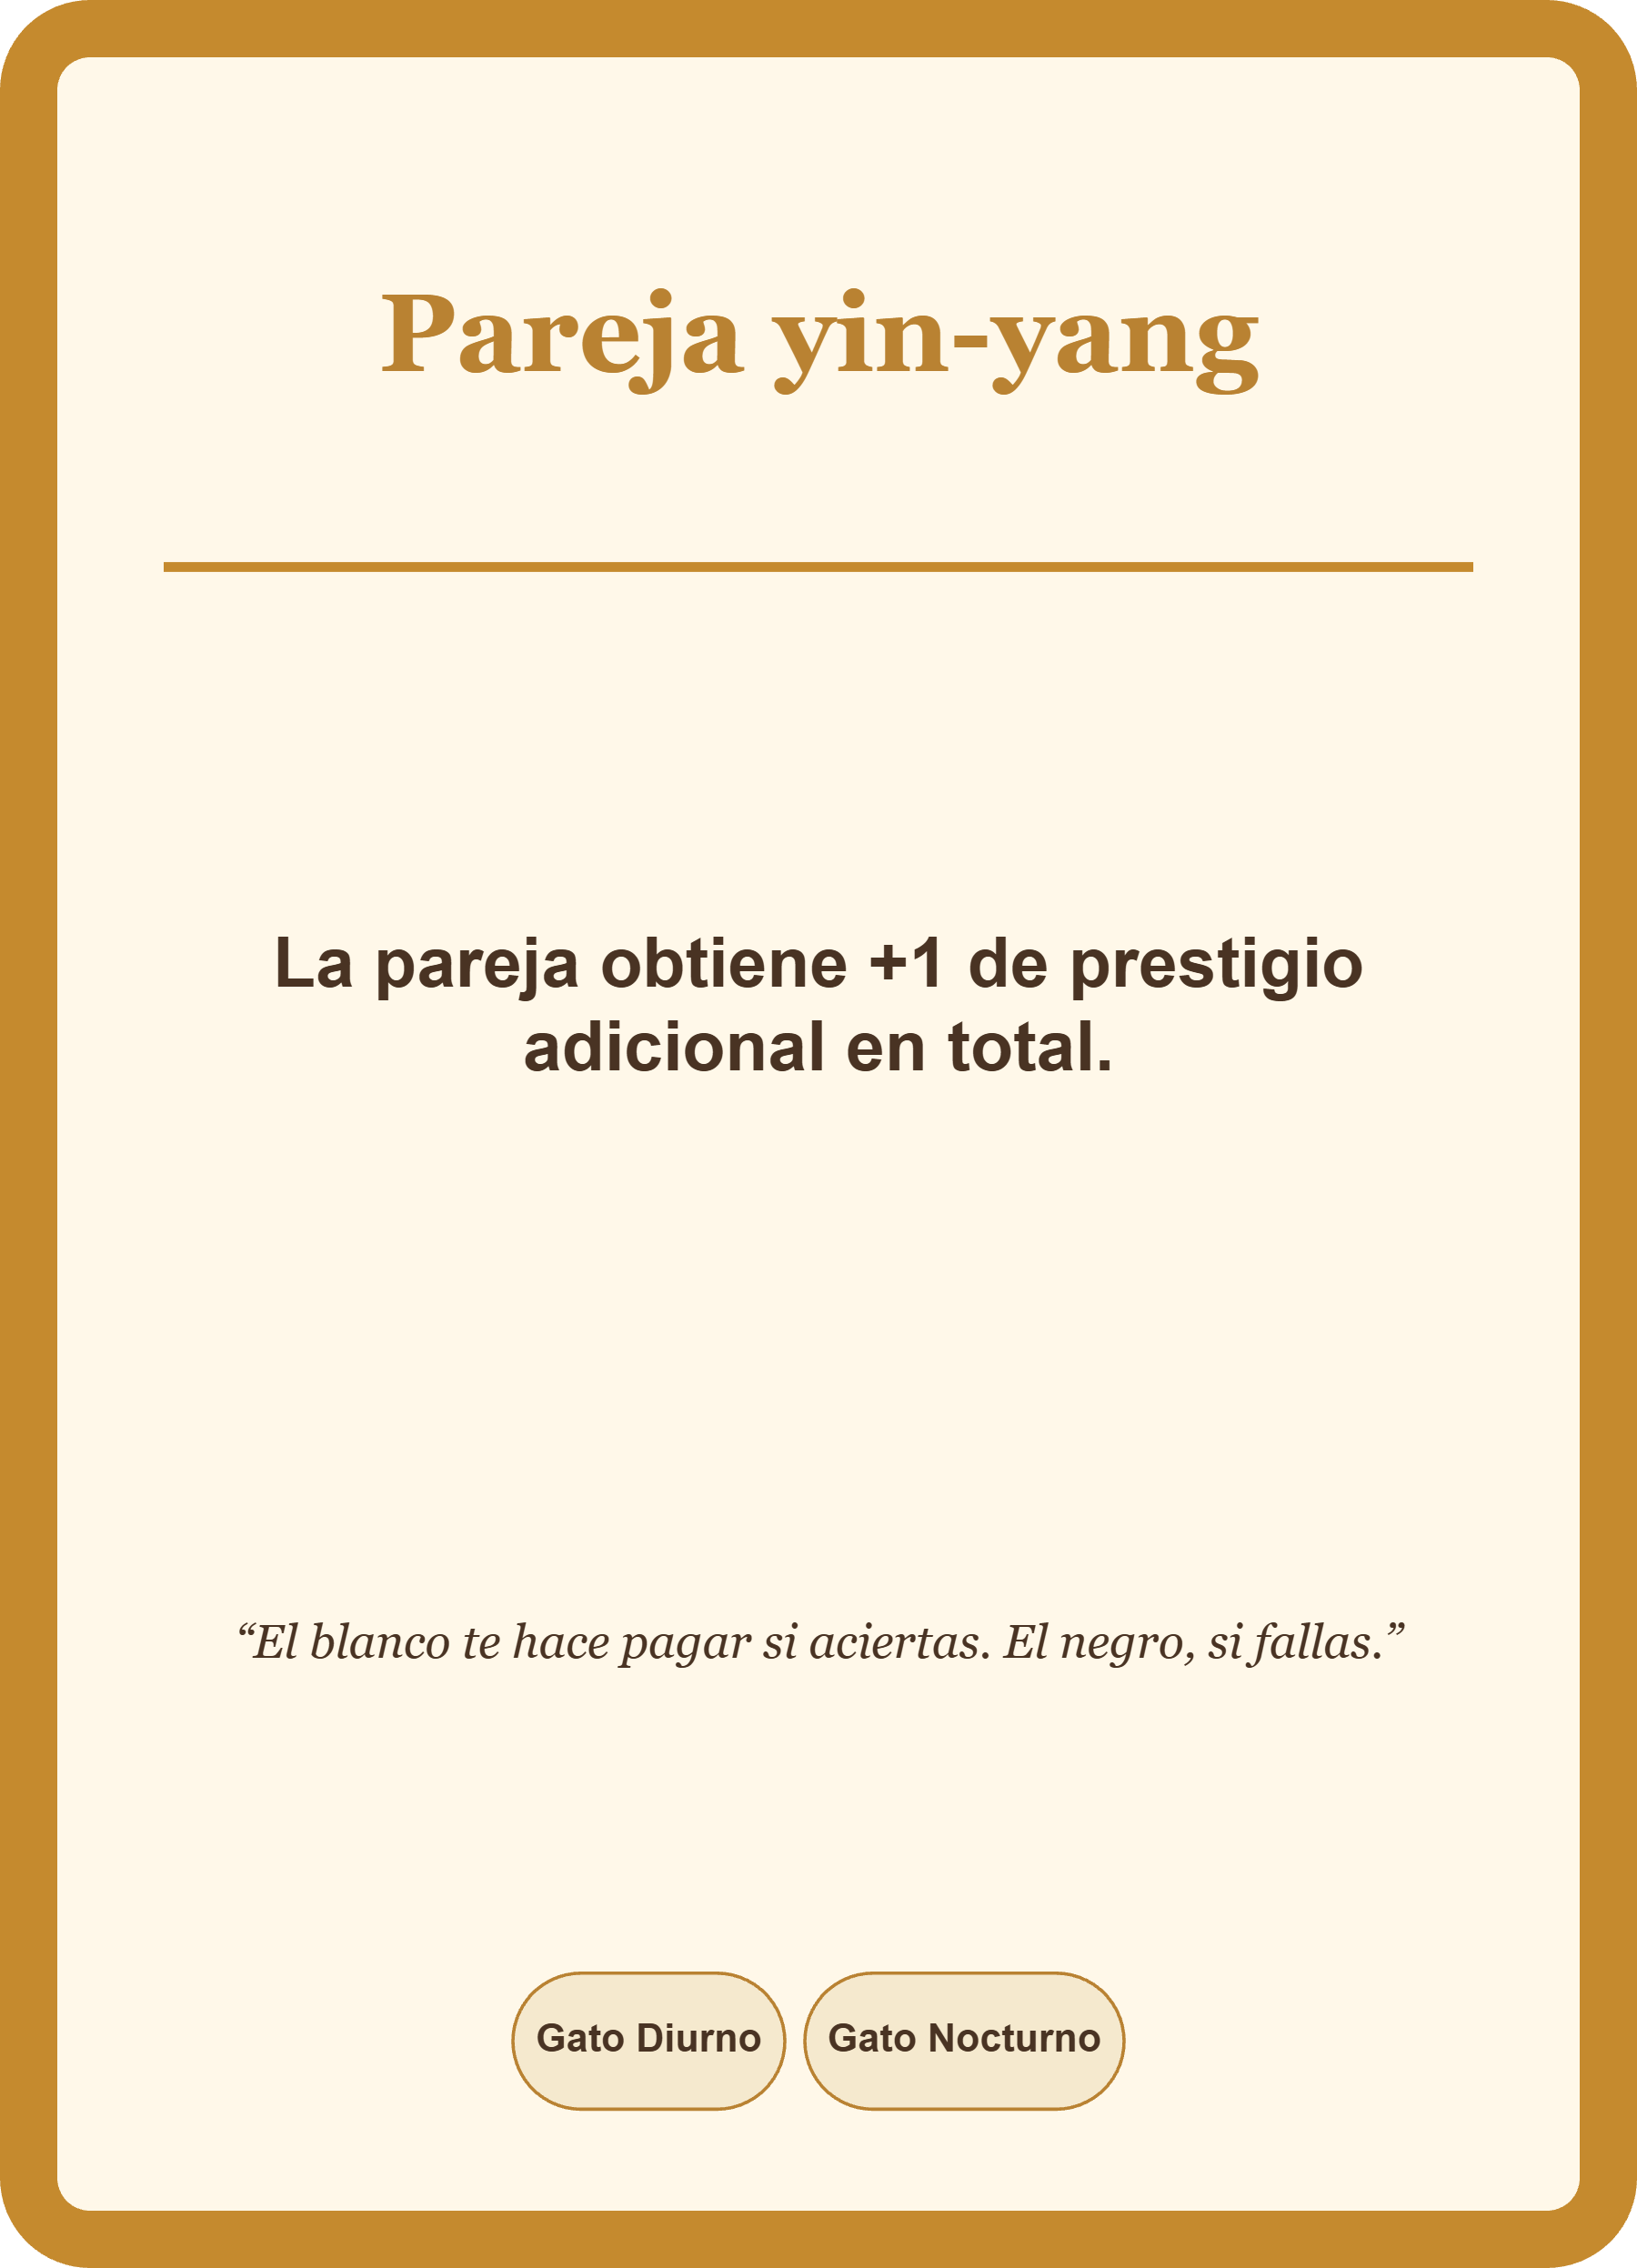 Pareja yin-yang
La pareja obtiene +1 de prestigio
adicional en total.
“El blanco te hace pagar si aciertas. El negro, si fallas.”
Gato Diurno
Gato Nocturno